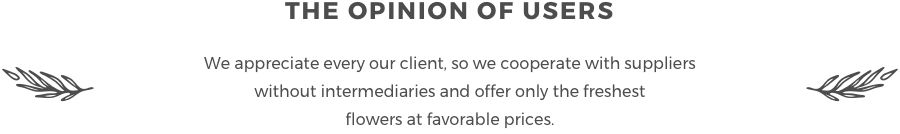 THE OPINION OF USERS
We appreciate every our client, so we cooperate with suppliers
without intermediaries and offer only the freshest
flowers at favorable prices.